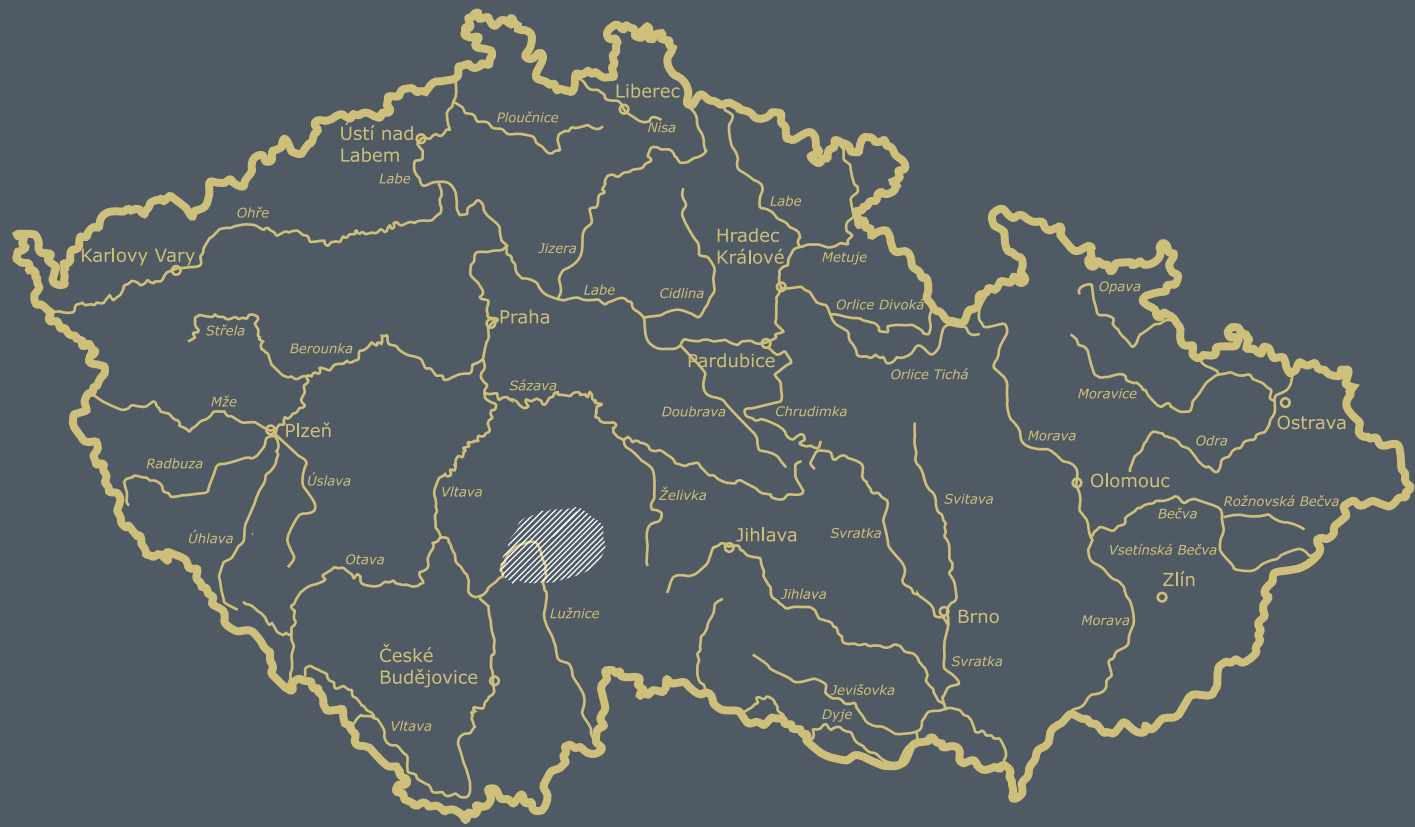 Liberec
Ploučnice
Nisa
Ústí nad
Labem
Labe
Labe
Ohře
Hradec
Králové
Jizera
Karlovy Vary
Metuje
Labe
Cidlina
Opava
Orlice Divoká
Praha
Střela
Berounka
Pardubice
Orlice Tichá
Sázava
Moravice
Mže
Doubrava
Chrudimka
Ostrava
Plzeň
Morava
Odra
Radbuza
Úslava
Olomouc
Vltava
Želivka
Svitava
Rožnovská Bečva
Bečva
Úhlava
Jihlava
Svratka
Vsetínská Bečva
Otava
Zlín
Jihlava
Lužnice
Brno
Morava
České
Budějovice
Svratka
Jevišovka
Dyje
Vltava